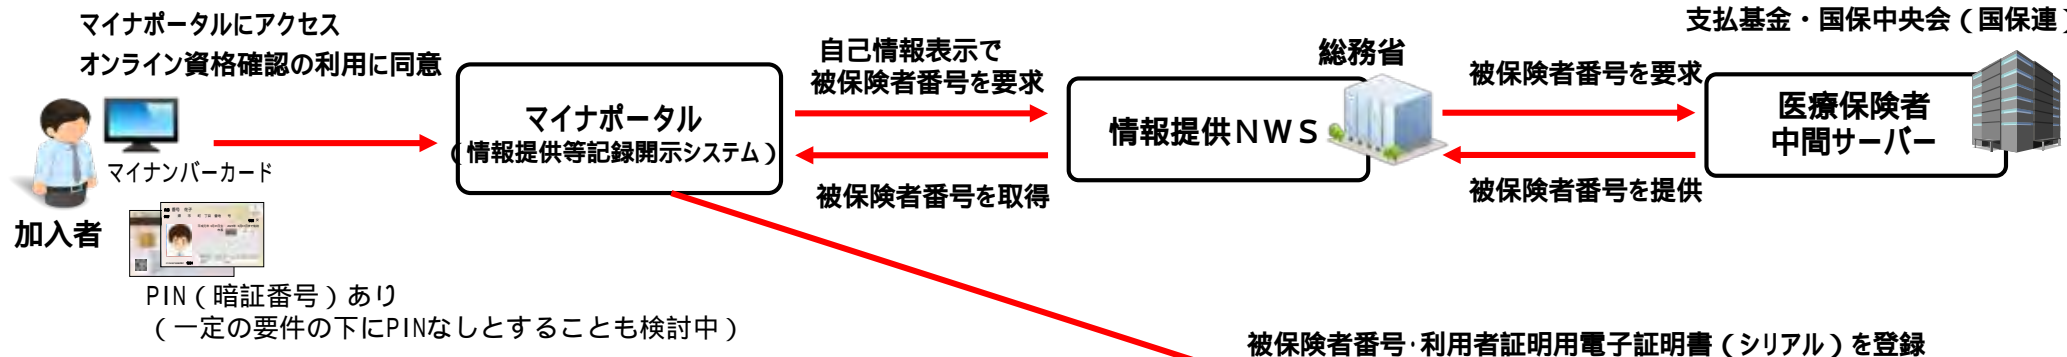 マイナポータルにアクセス
オンライン資格確認の利用に同意
マイナンバーカード
加入者
PIN（暗証番号）あり
（一定の要件の下にPINなしとすることも検討中）
マイナポータル
（情報提供等記録開示システム）
自己情報表示で
被保険者番号を要求
被保険者番号を取得
総務省
情報提供NWS
被保険者番号を要求
被保険者番号を提供
支払基金・国保中央会（国保連）
医療保険者
中間サーバー
被保険者番号・利用者証明用電子証明書（シリアル）を登録